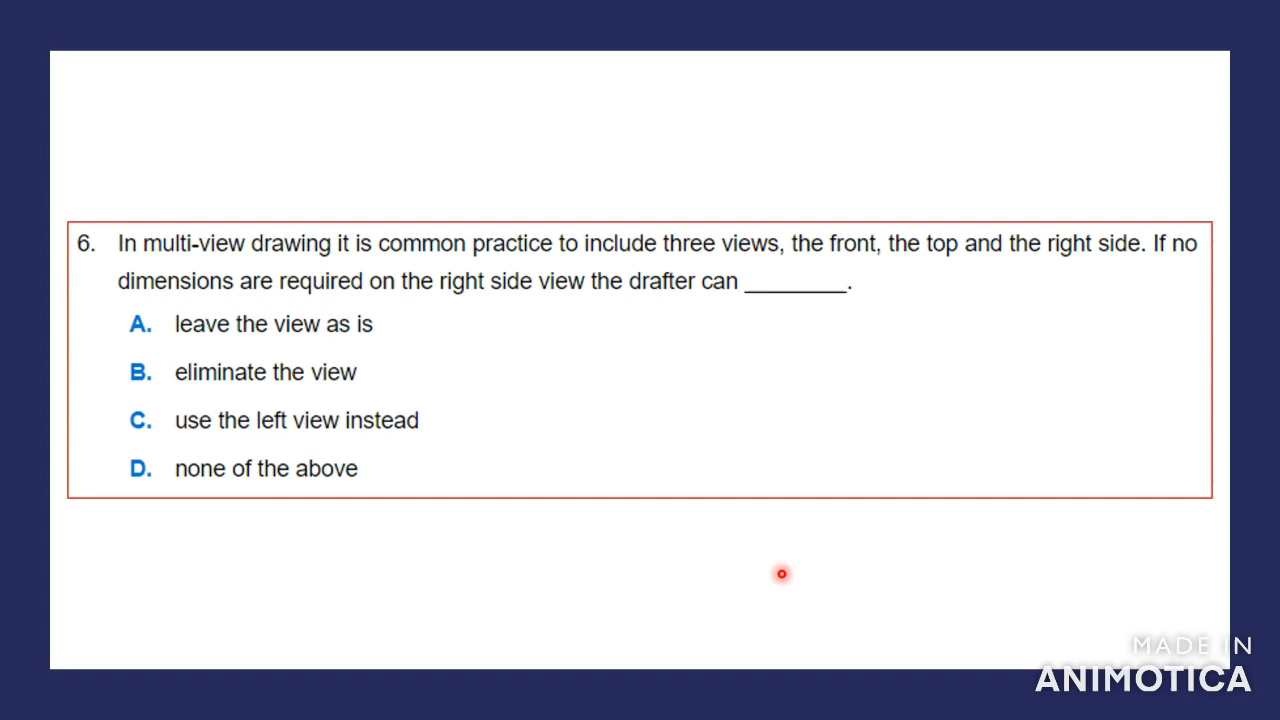 6. In multi-view drawing it is common practice to include three views, the front, the top and the right side. If no
dimensions are required on the right side view the drafter can ________.
A. leave the view as is
B. eliminate the view
C. use the left view instead
D. none of the above
MADE IN
ANIMOTICA